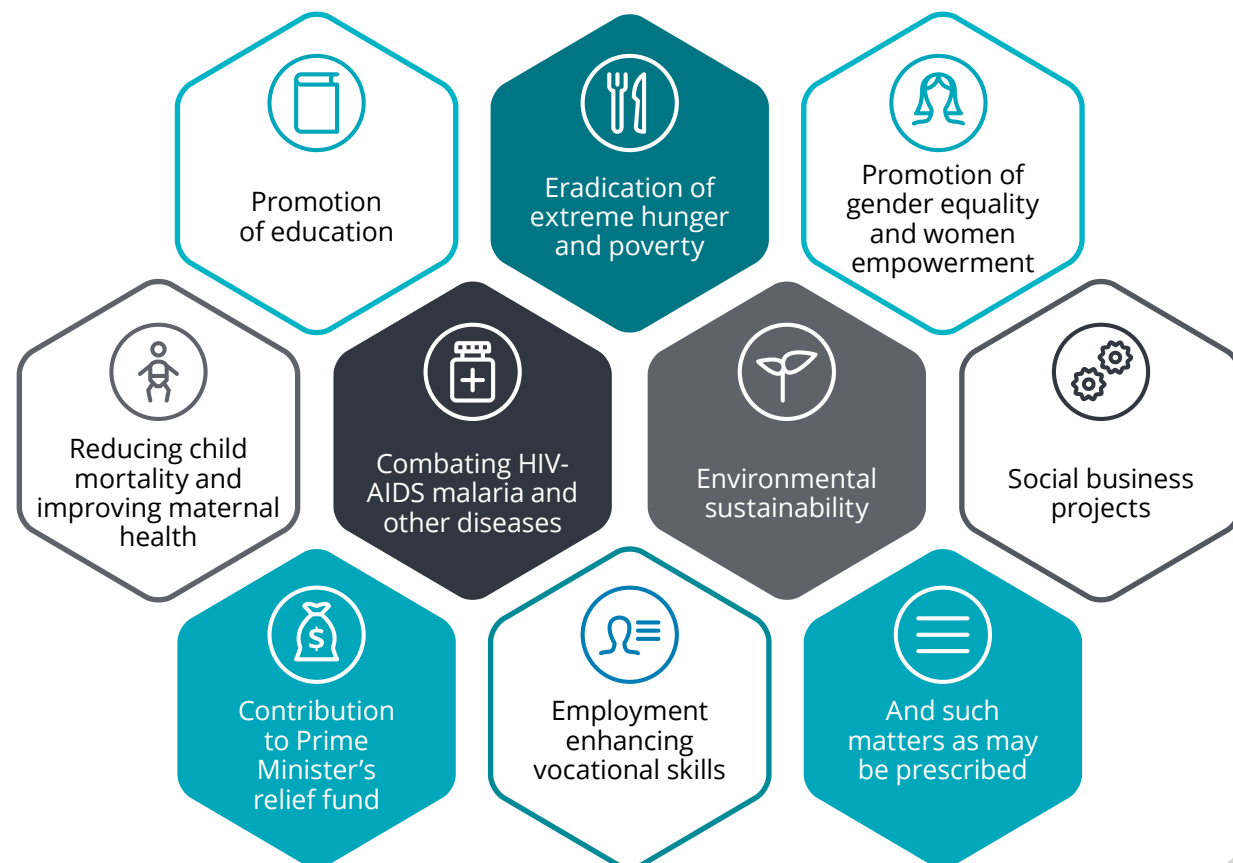 Promotion
of education
Eradication of
extreme hunger
and poverty
Promotion of
gender equality
and women
empowerment
Reducing child
mortality and
improving maternal
health
Combating HIV-
AIDS malaria and
other diseases
Environmental
sustainability
Social business
projects
$
Contribution
to Prime
Minister’s
relief fund
Employment
enhancing
vocational skills
And such
matters as may
be prescribed